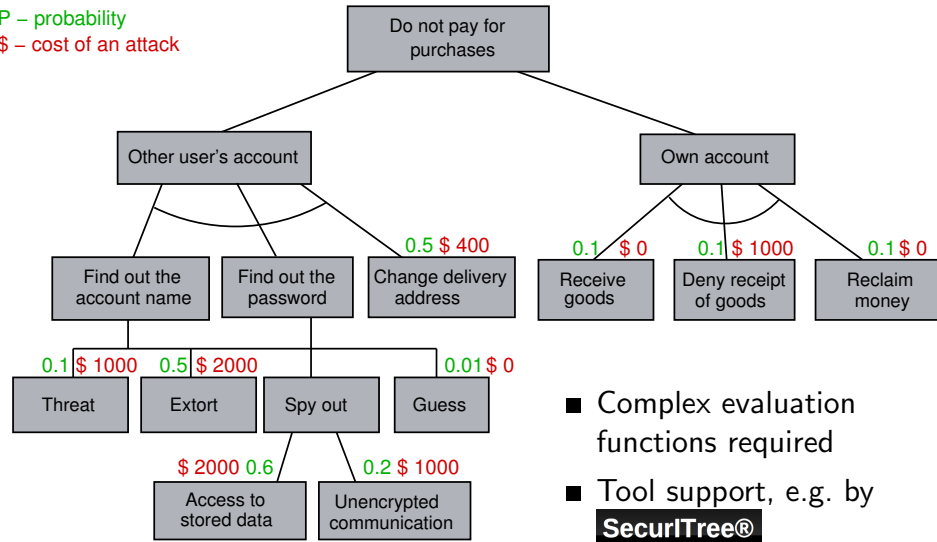 P – probability
$ – cost of an attack
Do not pay for
purchases
Other user's account
Own account
0.5 $ 400
0.1 $ 0
0.1 $ 1000
0.1 $ 0
Find out the
account name
Find out the
password
Change delivery
address
Receive
goods
Deny receipt
of goods
Reclaim
money
0.1 $ 1000
0.5 $ 2000
0.01 $ 0
Threat
Extort
Spy out
Guess
$ 2000 0.6
0.2 $ 1000
Access to
stored data
Unencrypted
communication
■ Complex evaluation
functions required
■ Tool support, e.g. by
SecurITree®